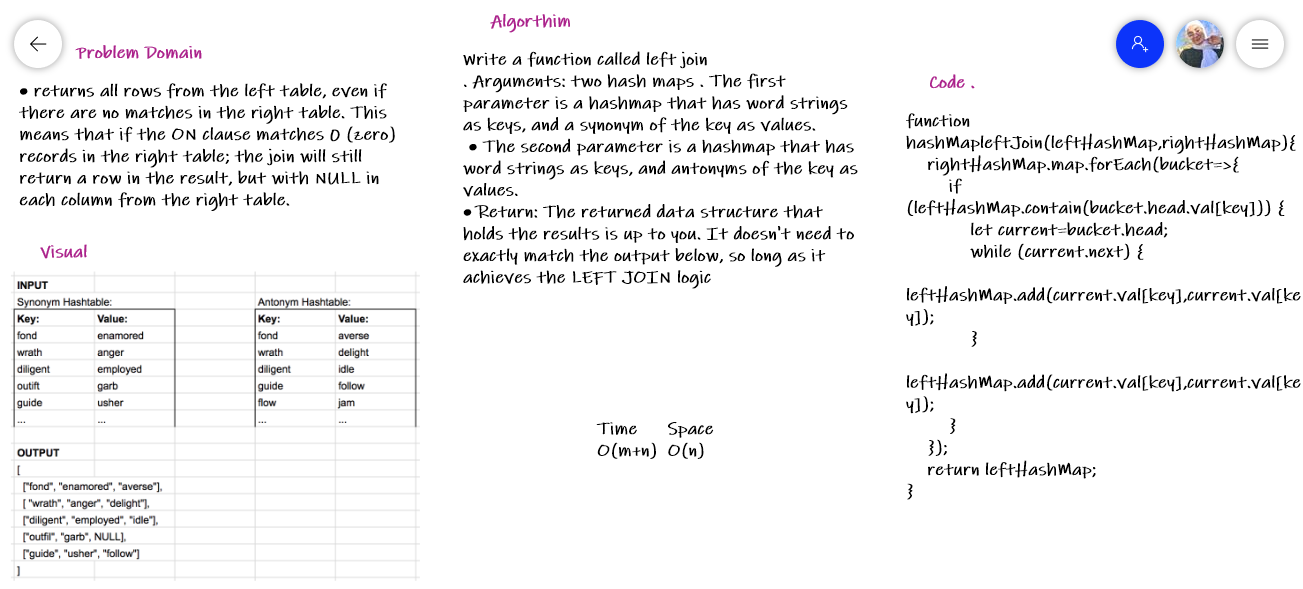 Problem Domain
• returns all rows from the left table, even if
there are no matches in the right table. This
means that if the ON clause matches 0 (zero)
records in the right table; the join will still
return a row in the result, but with NULL in
each column from the right table.
Visual
INPUT
Synonym Hashtable: Antonym Hashtable:
Key: Value: Key: Value:
fond enamored fond averse
wrath anger wrath delight
diligent employed diligent idle
outift garb guide follow
guide usher flow jam
... ... ... ...
OUTPUT
[
["fond", "enamored", "averse"],
[ "wrath", "anger", "delight"],
["diligent", "employed", "idle"],
["outfil", "garb", NULL],
["guide", "usher", "follow"]
]
Algorthim
Write a function called left join
. Arguments: two hash maps . The first
parameter is a hashmap that has word strings
as keys, and a synonym of the key as values.
• The second parameter is a hashmap that has
word strings as keys, and antonyms of the key as
values.
• Return: The returned data structure that
holds the results is up to you. It doesn't need to
exactly match the output below, so long as it
achieves the LEFT JOIN logic
Time Space
O(m+n) O(n)
Code .
function
hashMapleftJoin(leftHashMap,rightHashMap){
rightHashMap.map.forEach(bucket=>{
if
(leftHashMap.contain(bucket.head.val[key])) {
let current=bucket.head;
while (current.next) {
leftHashMap.add(current.val[key],current.val[ke
y]);
}
leftHashMap.add(current.val[key],current.val[ke
y]);
}
});
return leftHashMap;
}